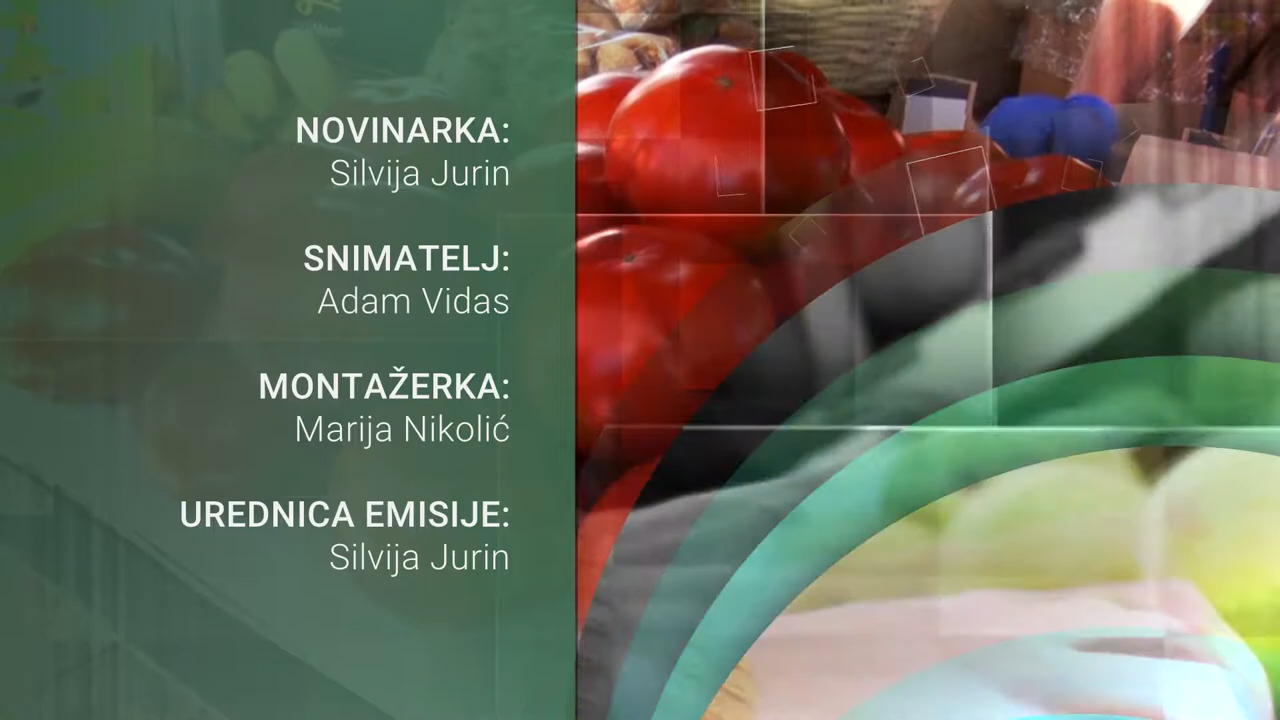 NOVINARKA:
Silvija Jurin
SNIMATELJ:
Adam Vidas
MONTAŽERKA:
Marija Nikolić
UREDNICA EMISIJE:
Silvija Jurin